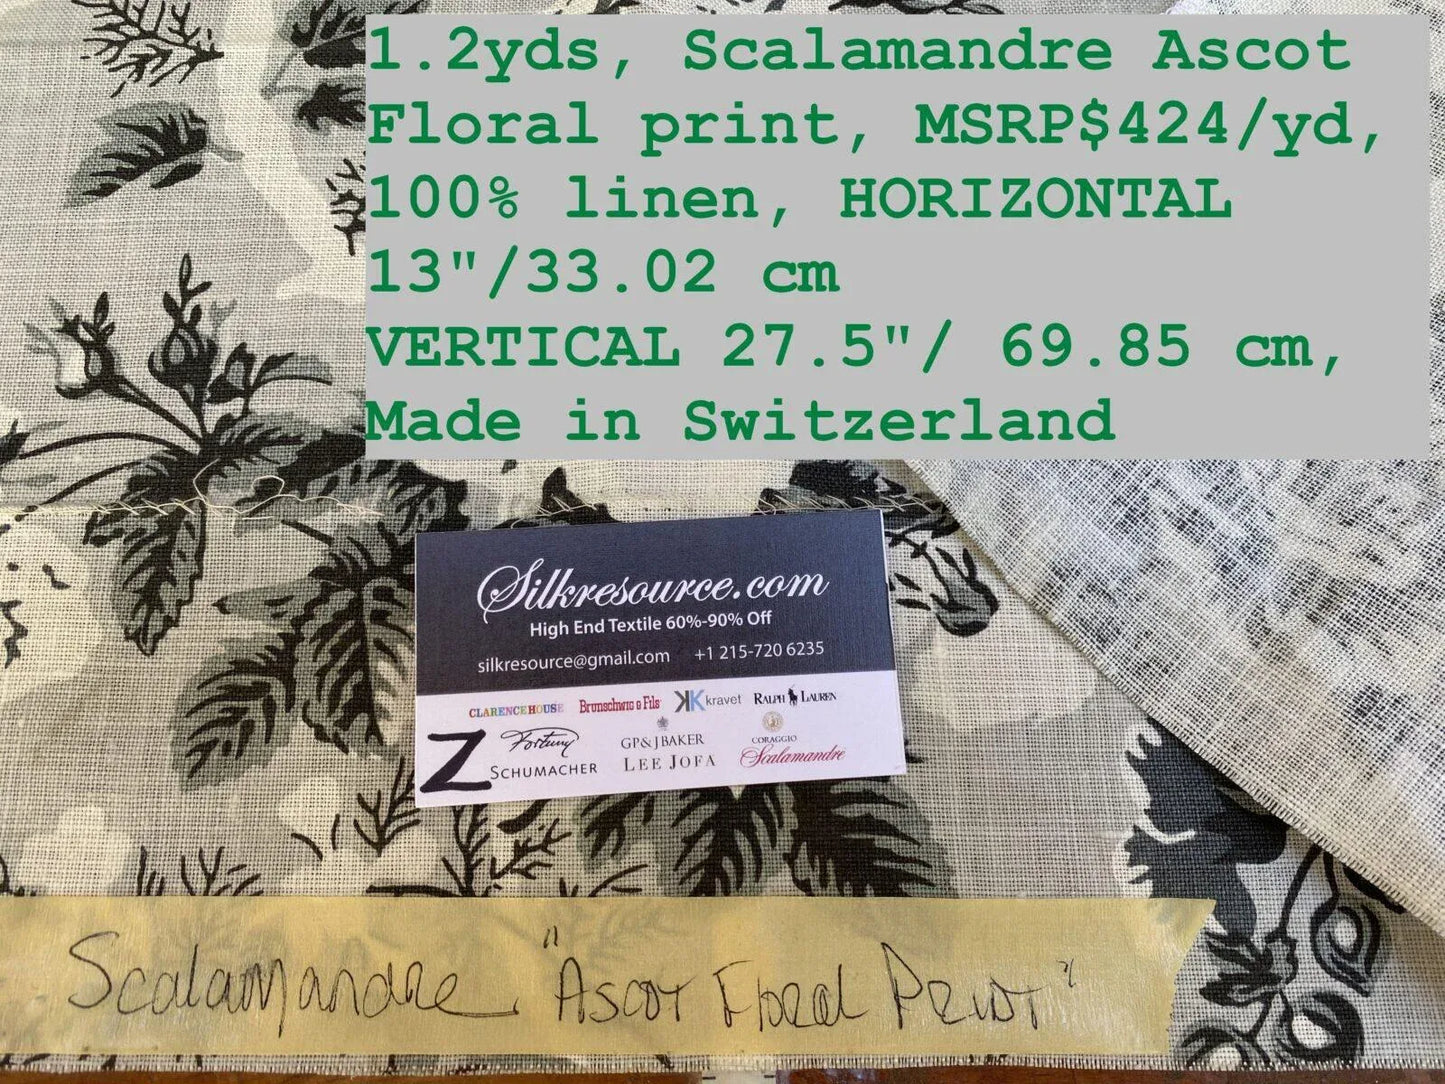 1.2yds, Scalamandre Ascot
Floral print, MSRP$424/yd,
100% linen, HORIZONTAL
13"/33.02 cm
VERTICAL 27.5"/ 69.85 cm,
Made in Switzerland
Silkresource.com
High End Textile 60%-90% Off
silkresource@gmail.com +1 215-720 6235
CLARENCE HOUSE Brunschwig & Fils kravet RALPH LAUREN
Z Fortuny GP & J BAKER CORAGGIO
SCHUMACHER LEE JOFA Scalamandre
Scalamandre "Ascot Floral Print"